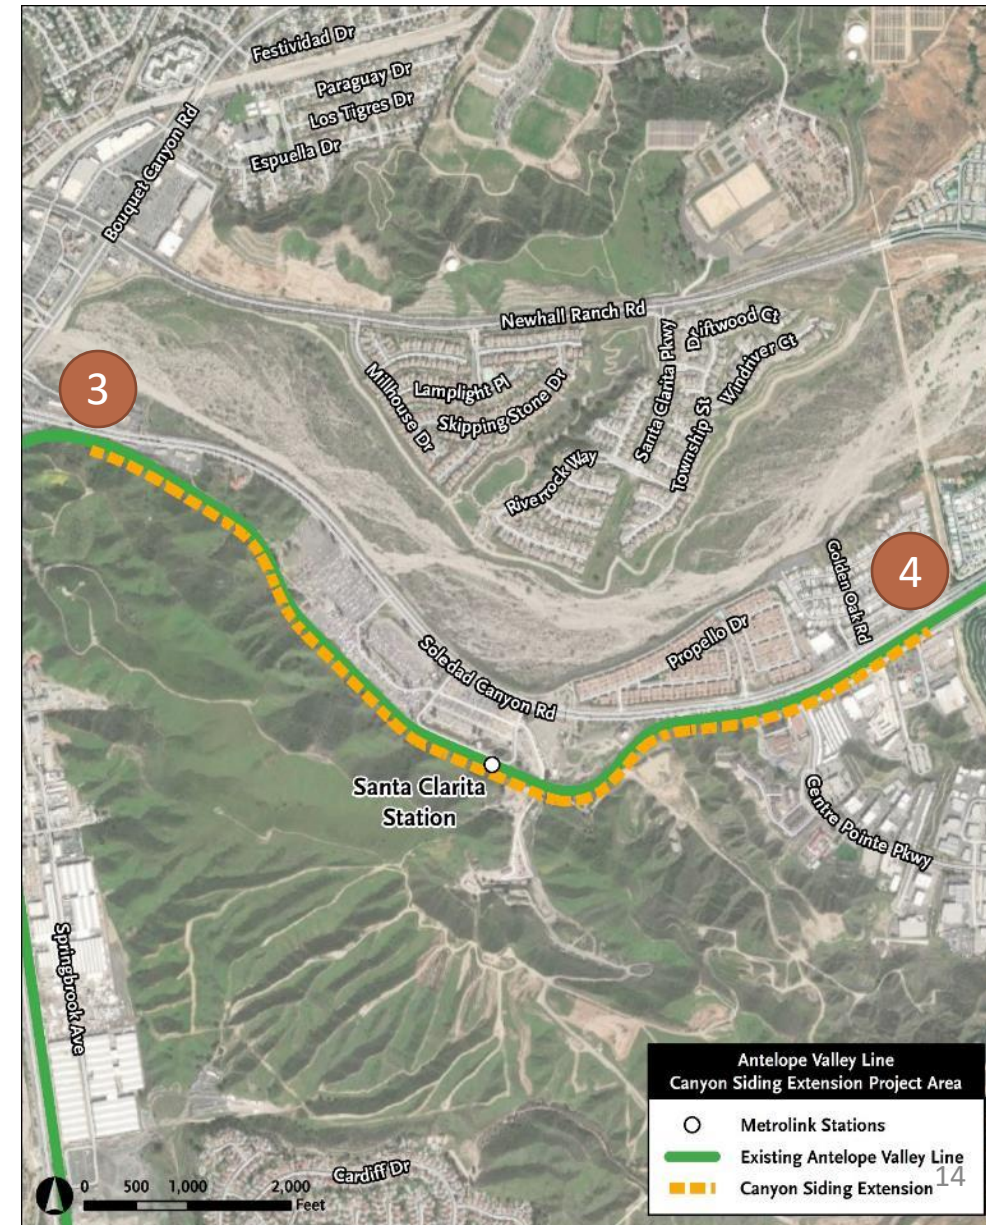 Festividad Dr
Paraguay Dr
Los Tigres Dr
Espuella Dr
Bouquet Canyon Rd
Newhall Ranch Rd
Driftwood Ct
Santa Clarita Pkwy
Windriver Ct
Millhouse Dr
Lamplight Pl
Skipping Stone Dr
Township St
Riverrock Way
3
4
Golden Oak Rd
Propello Dr
Soledad Canyon Rd
Santa Clarita
Station
Centre Pointe Pkwy
Springbrook Ave
Cardiff Dr
0 500 1,000 2,000
Feet
Antelope Valley Line
Canyon Siding Extension Project Area
Metrolink Stations
Existing Antelope Valley Line
Canyon Siding Extension
14